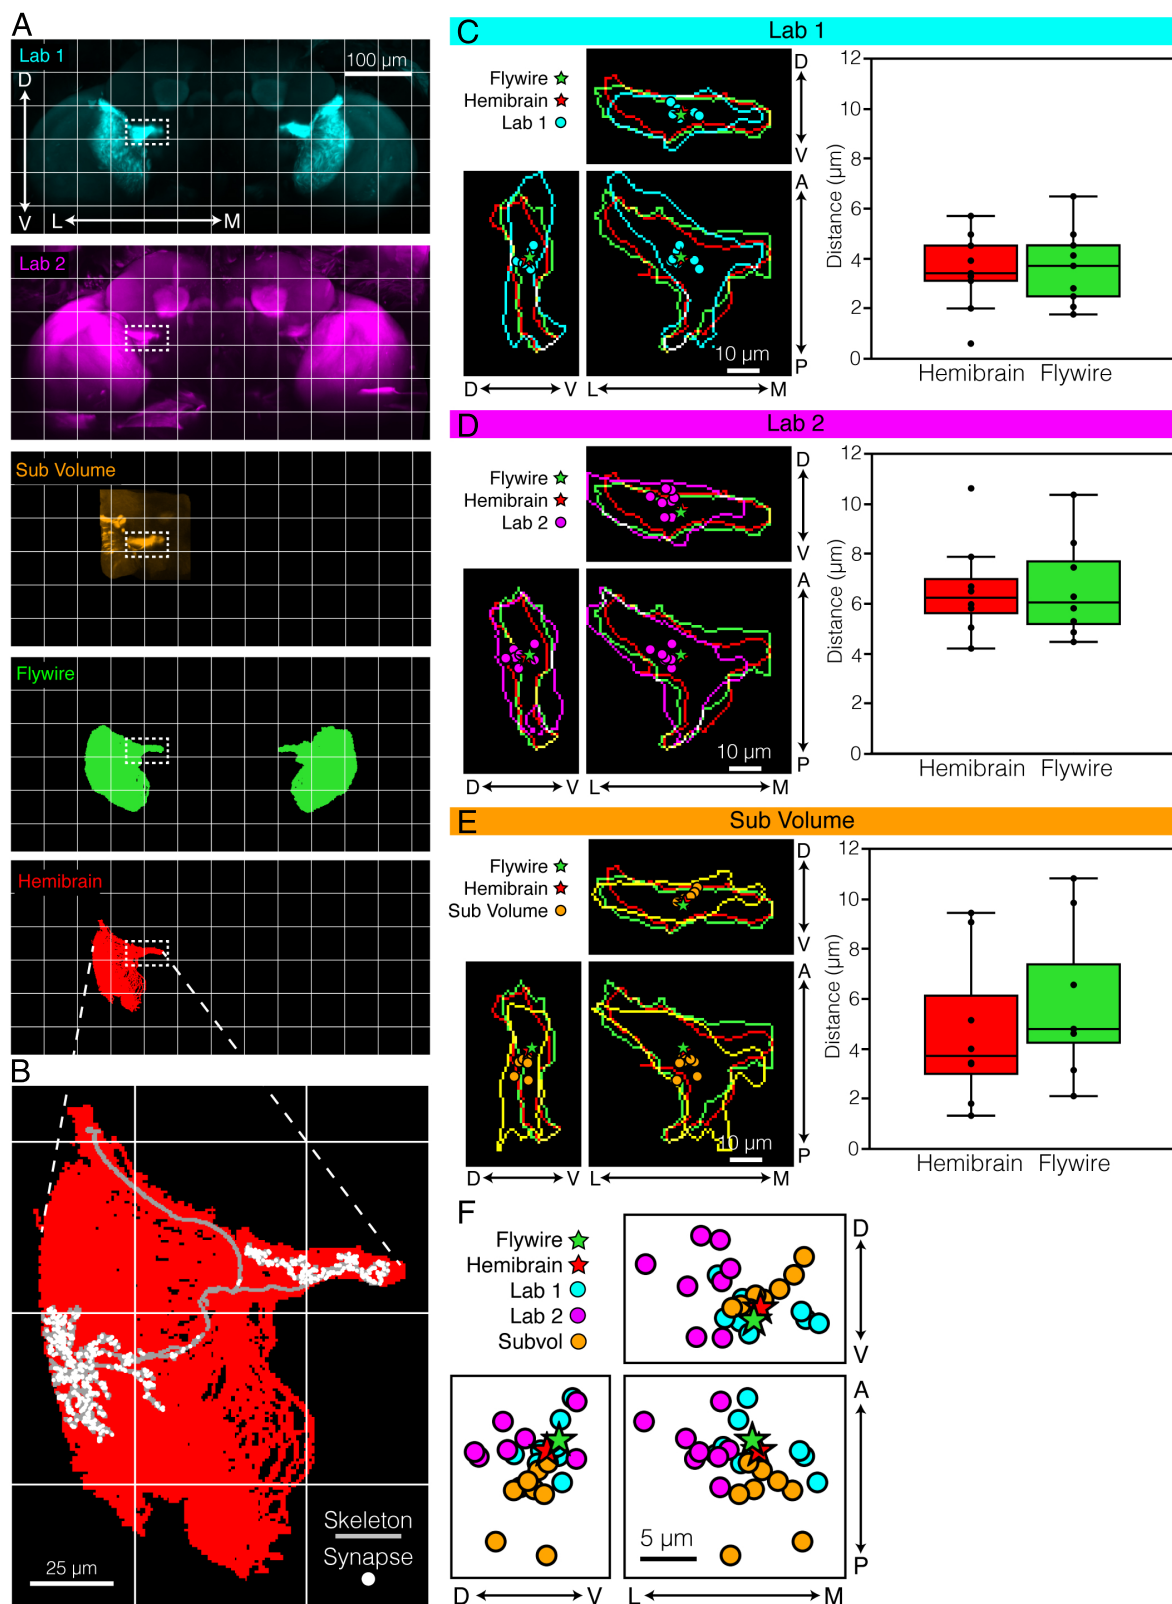 A
Lab 1
100 µm
D
V
L
M
Lab 2
Sub Volume
Flywire
Hemibrain
B
Skeleton
Synapse
25 µm
C
Lab 1
Flywire
Hemibrain
Lab 1
D
V
A
P
10 µm
D
V
L
M
Distance (µm)
12
10
8
6
4
2
0
Hemibrain
Flywire
D
Lab 2
Flywire
Hemibrain
Lab 2
D
V
A
P
10 µm
D
V
L
M
Distance (µm)
12
10
8
6
4
2
0
Hemibrain
Flywire
E
Sub Volume
Flywire
Hemibrain
Sub Volume
D
V
A
P
10 µm
D
V
L
M
Distance (µm)
12
10
8
6
4
2
0
Hemibrain
Flywire
F
Flywire
Hemibrain
Lab 1
Lab 2
Subvol
D
V
A
P
5 µm
D
V
L
M